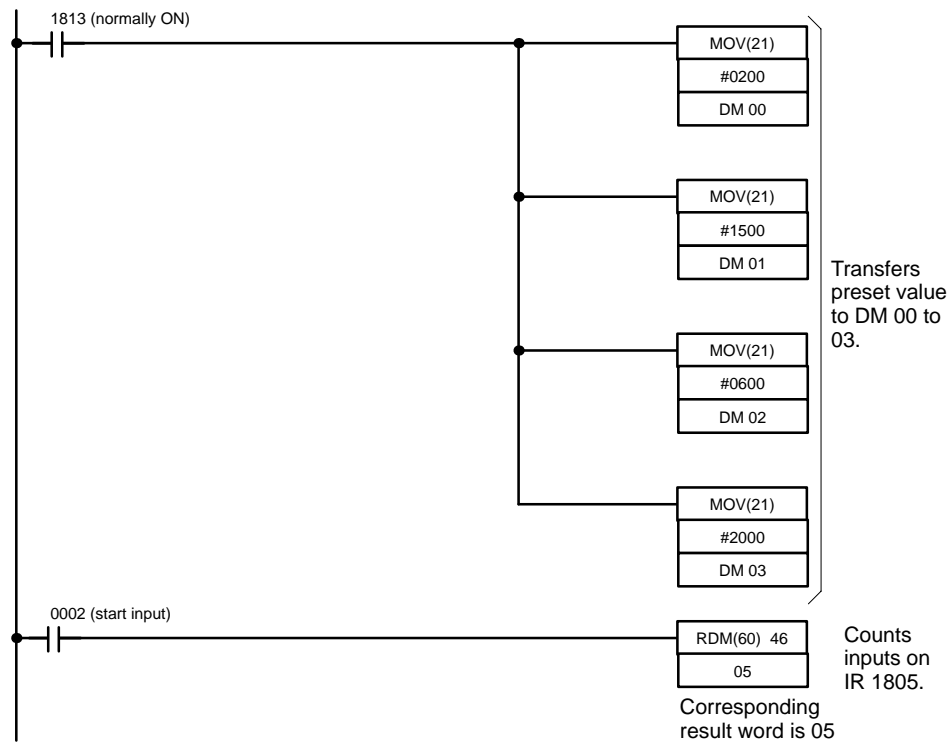 1813 (normally ON)
MOV(21)
#0200
DM 00
MOV(21)
#1500
DM 01
Transfers
preset value
to DM 00 to
03.
MOV(21)
#0600
DM 02
MOV(21)
#2000
DM 03
0002 (start input)
RDM(60) 46
05
Counts
inputs on
IR 1805.
Corresponding
result word is 05